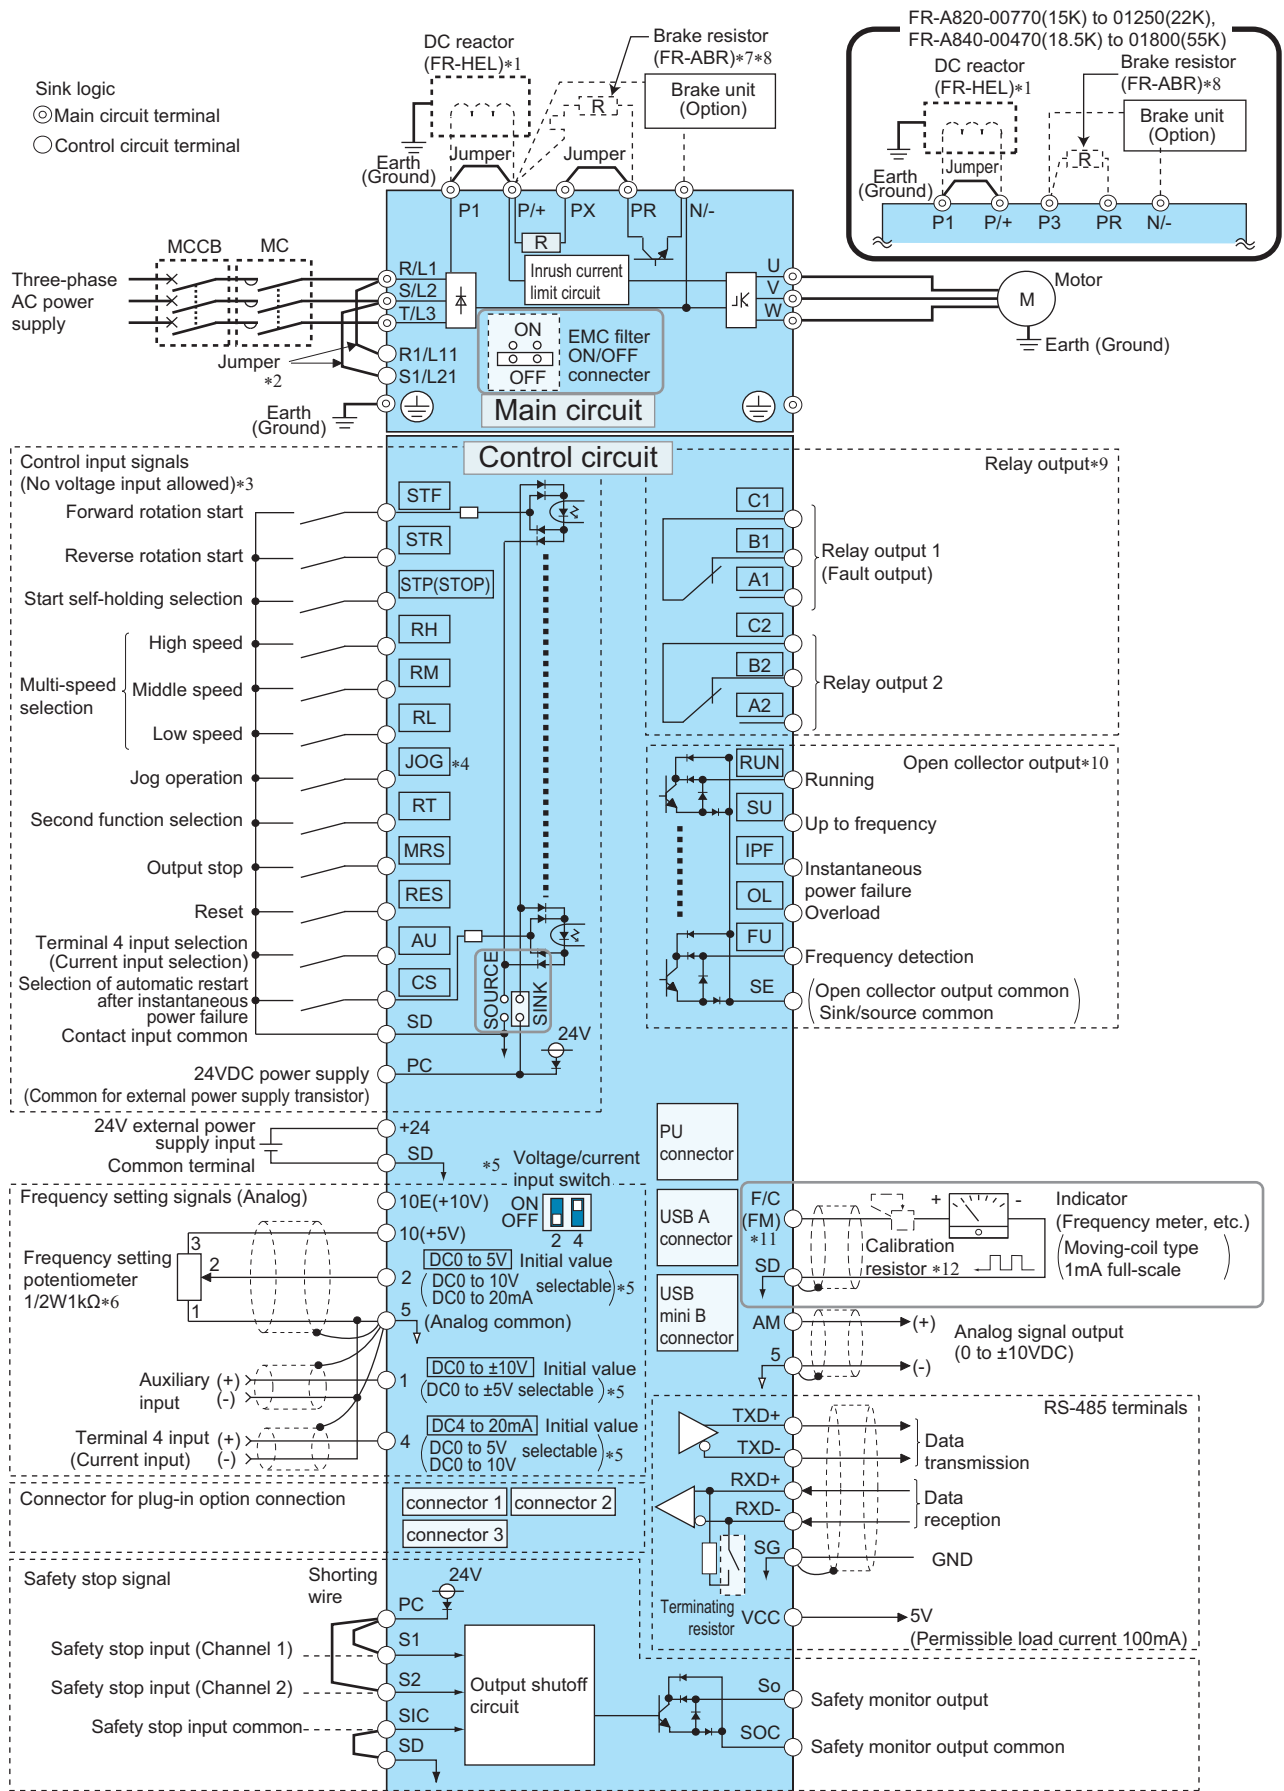 FR-A820-00770(15K) to 01250(22K),
FR-A840-00470(18.5K) to 01800(55K)
DC reactor
(FR-HEL)*1
Brake resistor
(FR-ABR)*8
Brake unit
(Option)
R
Jumper
Earth
(Ground)
P1
P/+
P3
PR
N/-
Sink logic
Main circuit terminal
Control circuit terminal
DC reactor
(FR-HEL)*1
Brake resistor
(FR-ABR)*7*8
Brake unit
(Option)
R
Earth
(Ground)
Jumper
Jumper
P1
P/+
PX
PR
N/-
R
Inrush current
limit circuit
MCCB
MC
Three-phase
AC power
supply
R/L1
S/L2
T/L3
R1/L11
S1/L21
Jumper
*2
Earth
(Ground)
ON
OFF
EMC filter
ON/OFF
connecter
Main circuit
U
V
W
Motor
M
Earth (Ground)
Control circuit
Control input signals
(No voltage input allowed)*3
Forward rotation start
STF
Reverse rotation start
STR
Start self-holding selection
STP(STOP)
Multi-speed
selection
High speed
RH
Middle speed
RM
Low speed
RL
Jog operation
JOG *4
Second function selection
RT
Output stop
MRS
Reset
RES
Terminal 4 input selection
(Current input selection)
AU
Selection of automatic restart
after instantaneous
power failure
CS
Contact input common
SD
SOURCE
SINK
24V
24VDC power supply
(Common for external power supply transistor)
PC
Relay output*9
C1
B1
A1
Relay output 1
(Fault output)
C2
B2
A2
Relay output 2
Open collector output*10
RUN
Running
SU
Up to frequency
IPF
Instantaneous
power failure
OL
Overload
FU
Frequency detection
SE
Open collector output common
Sink/source common
24V external power
supply input
Common terminal
+24
SD
*5 Voltage/current
input switch
ON
OFF
2 4
Frequency setting signals (Analog)
10E(+10V)
10(+5V)
Frequency setting
potentiometer
1/2W1kΩ*6
3
2
1
2
DC0 to 5V Initial value
DC0 to 10V
DC0 to 20mA
selectable *5
5
(Analog common)
Auxiliary
input
(+)
(-)
1
DC0 to ±10V Initial value
(DC0 to ±5V selectable) *5
Terminal 4 input
(Current input)
(+)
(-)
4
DC4 to 20mA Initial value
DC0 to 5V
DC0 to 10V
selectable *5
PU
connector
USB A
connector
USB
mini B
connector
F/C
(FM)
*11
SD
Calibration
resistor *12
+
-
Indicator
(Frequency meter, etc.)
Moving-coil type
1mA full-scale
AM
5
(+)
(-)
Analog signal output
(0 to ±10VDC)
RS-485 terminals
TXD+
TXD-
Data
transmission
RXD+
RXD-
Data
reception
SG
GND
Terminating
resistor
VCC
5V
(Permissible load current 100mA)
Connector for plug-in option connection
connector 1
connector 2
connector 3
Safety stop signal
Shorting
wire
24V
PC
Safety stop input (Channel 1)
S1
Safety stop input (Channel 2)
S2
Safety stop input common
SIC
SD
Output shutoff
circuit
So
Safety monitor output
SOC
Safety monitor output common